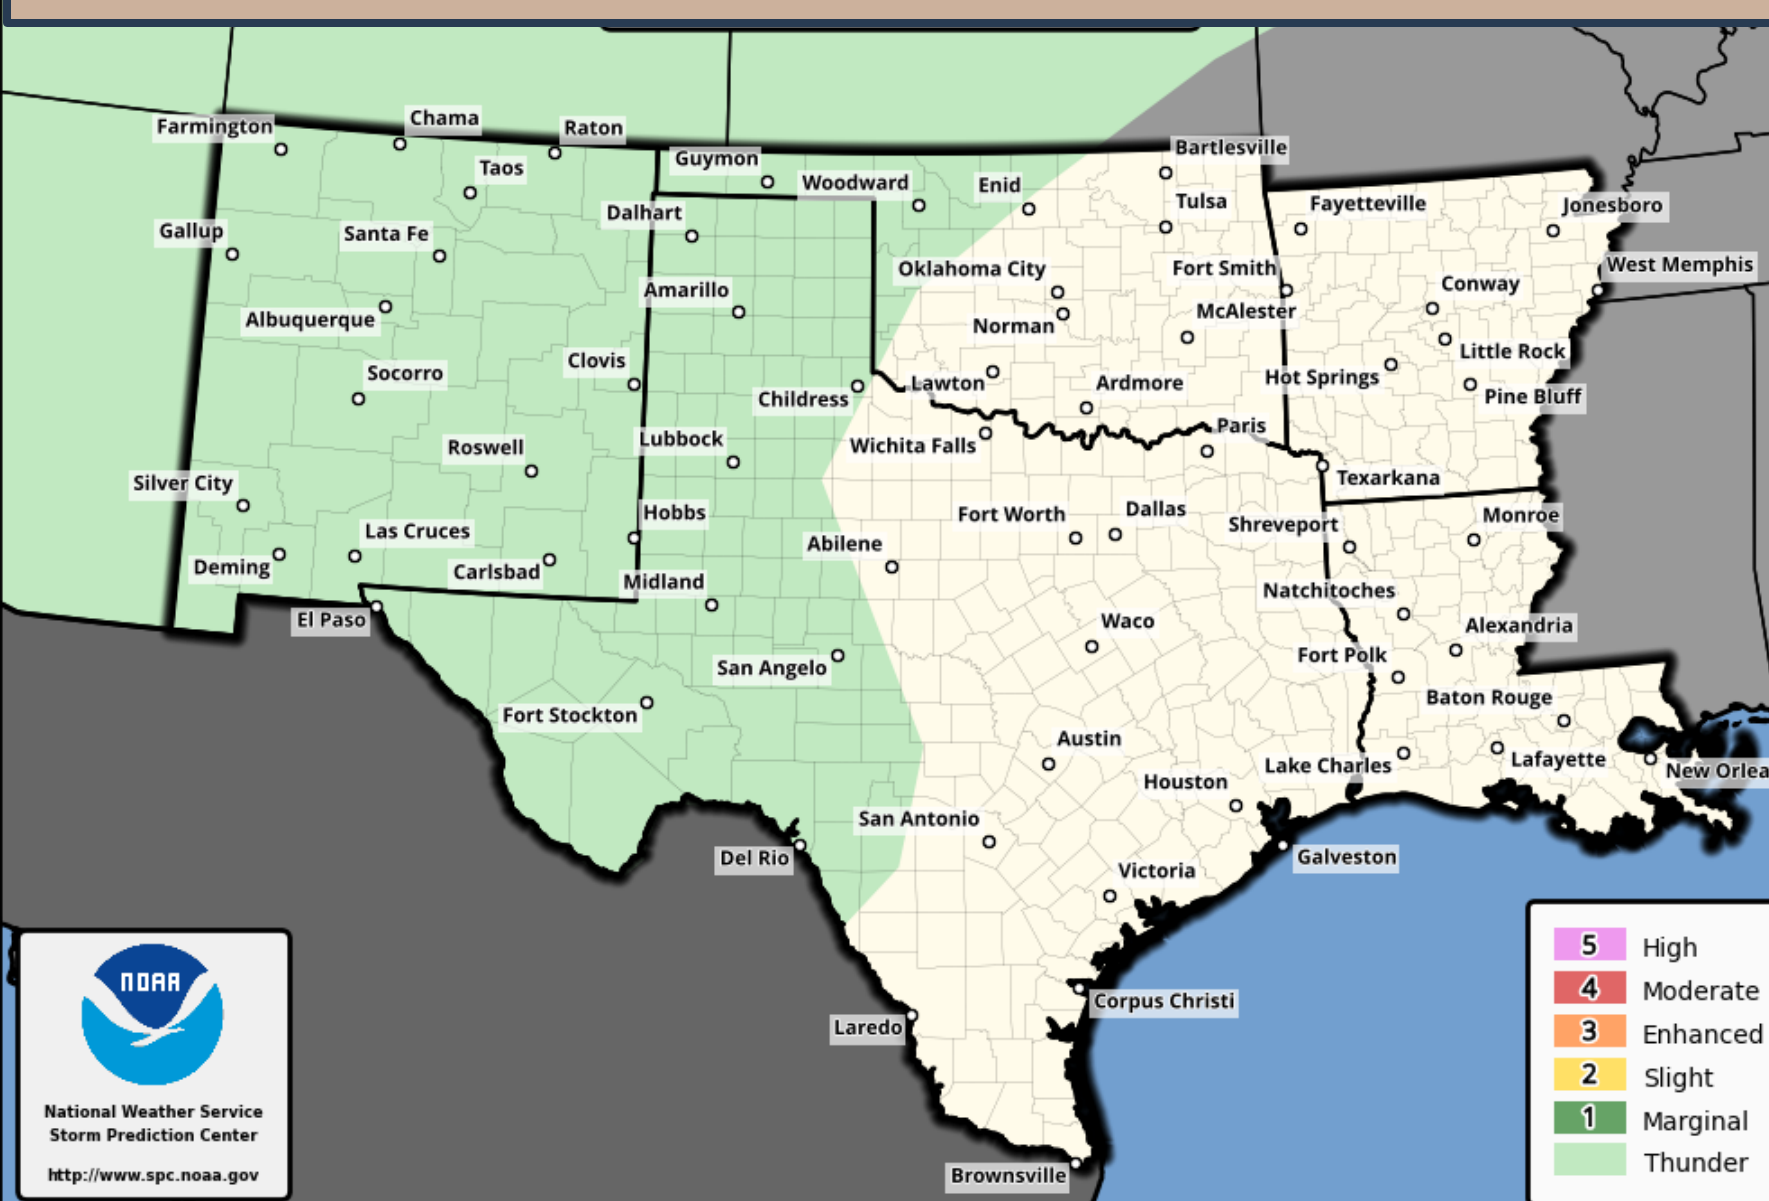 Farmington
Chama
Raton
Taos
Guymon
Woodward
Enid
Bartlesville
Tulsa
Fayetteville
Jonesboro
Gallup
Santa Fe
Dalhart
Oklahoma City
Fort Smith
West Memphis
Albuquerque
Amarillo
Norman
McAlester
Conway
Socorro
Clovis
Childress
Lawton
Ardmore
Hot Springs
Little Rock
Pine Bluff
Roswell
Lubbock
Wichita Falls
Paris
Texarkana
Silver City
Las Cruces
Hobbs
Abilene
Fort Worth
Dallas
Shreveport
Monroe
Deming
Carlsbad
Midland
Natchitoches
El Paso
San Angelo
Waco
Fort Polk
Alexandria
Fort Stockton
Austin
Baton Rouge
Houston
Lake Charles
Lafayette
New Orlea
Del Rio
San Antonio
Victoria
Galveston
Laredo
Corpus Christi
Brownsville
NOAA
National Weather Service
Storm Prediction Center
http://www.spc.noaa.gov
5 High
4 Moderate
3 Enhanced
2 Slight
1 Marginal
Thunder